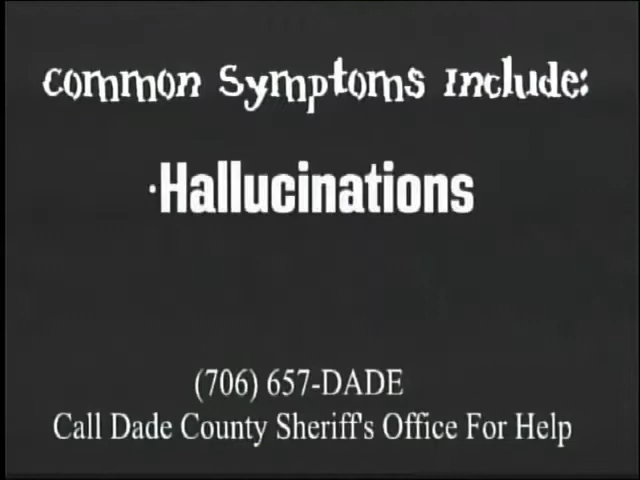 Common Symptoms Include:
·Hallucinations
(706) 657-DADE
Call Dade County Sheriff's Office For Help